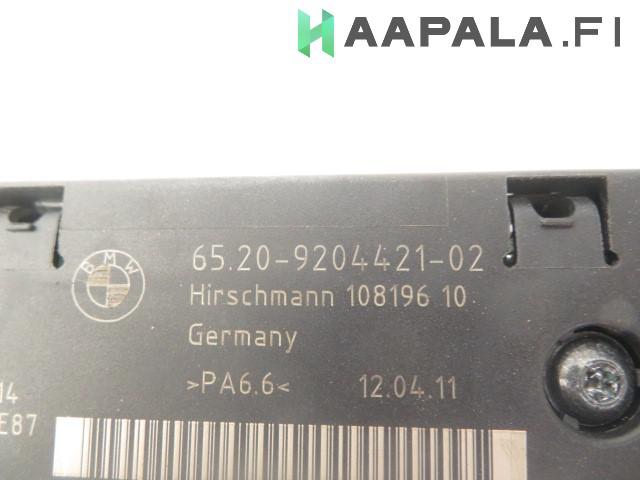 HAAPALA.FI
BMW
65.20-9204421-02
Hirschmann 108196 10
Germany
>PA6.6< 12.04.11
14
E87